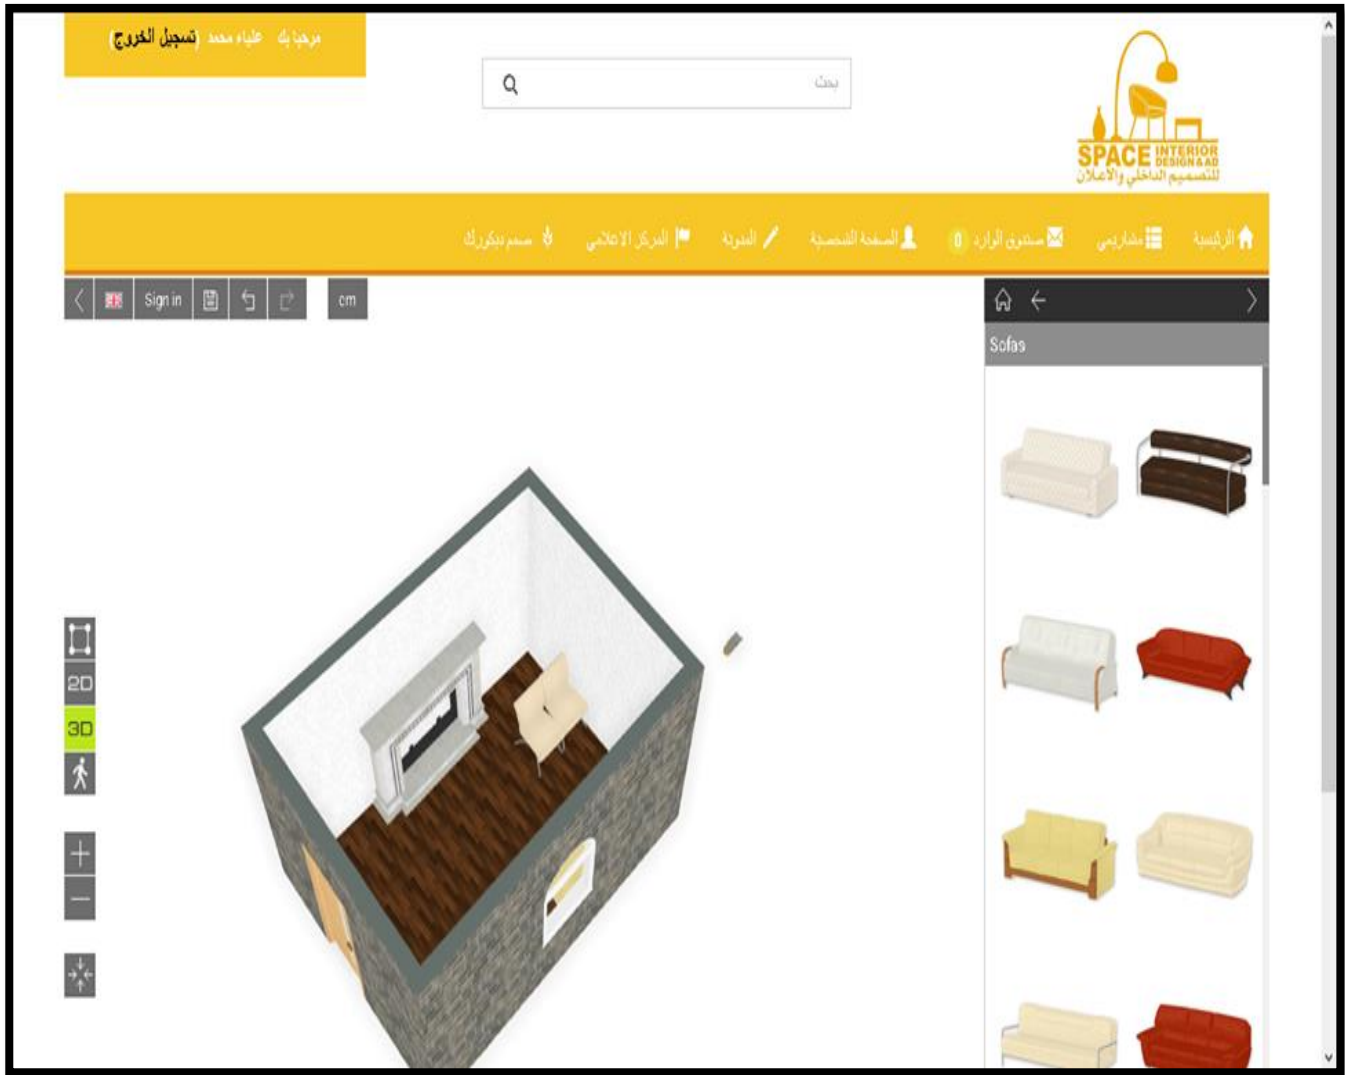 مرحبا بك علياء محمد (تسجيل الخروج)
بحث
SPACE INTERIOR
DESIGN & AD
للتصميم الداخلي والاعلان
الرئيسية مشاريعي صندوق الوارد 0 الصفحة الشخصية المدونة المركز الاعلامي صمم ديكورك
Sign in cm
Sofas
2D
3D